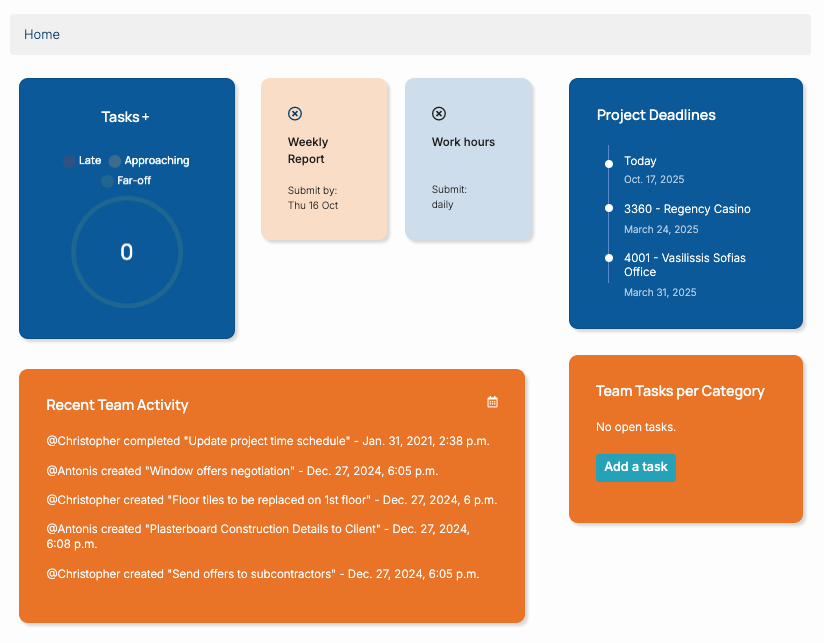 Home
Tasks+
Late Approaching
Far-off
0
Weekly
Report
Submit by:
Thu 16 Oct
Work hours
Submit:
daily
Project Deadlines
Today
Oct. 17, 2025
3360 - Regency Casino
March 24, 2025
4001 - Vasilissis Sofias
Office
March 31, 2025
Recent Team Activity
@Christopher completed "Update project time schedule" - Jan. 31, 2021, 2:38 p.m.
@Antonis created "Window offers negotiation" - Dec. 27, 2024, 6:05 p.m.
@Christopher created "Floor tiles to be replaced on 1st floor" - Dec. 27, 2024, 6 p.m.
@Antonis created "Plasterboard Construction Details to Client" - Dec. 27, 2024,
6:08 p.m.
@Christopher created "Send offers to subcontractors" - Dec. 27, 2024, 6:05 p.m.
Team Tasks per Category
No open tasks.
Add a task